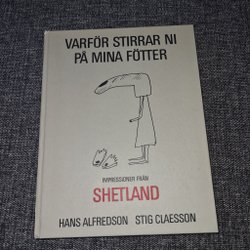 VARFÖR STIRRAR NI
PÅ MINA FÖTTER
IMPRESSIONER FRÅN
SHETLAND
HANS ALFREDSON STIG CLAESSON